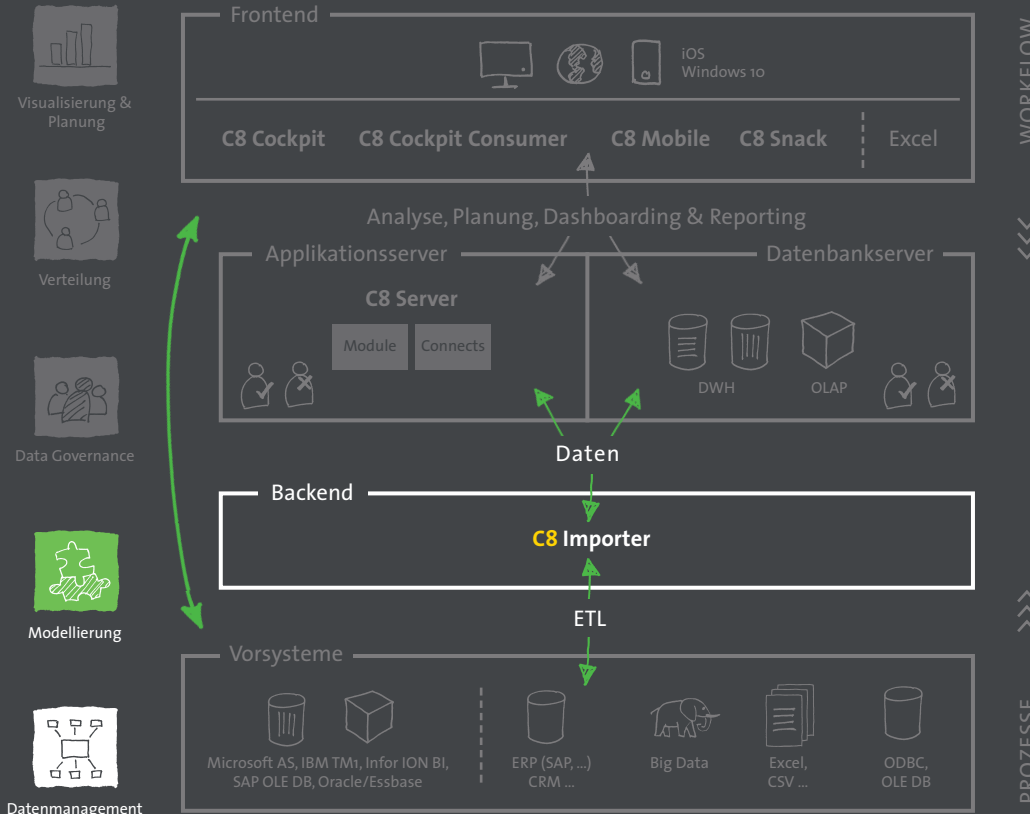 Frontend
iOS
Windows 10
C8 Cockpit C8 Cockpit Consumer C8 Mobile C8 Snack Excel
Analyse, Planung, Dashboarding & Reporting
Applikationsserver
Datenbankserver
C8 Server
Module Connects
DWH OLAP
Daten
Backend
C8 Importer
ETL
Vorsysteme
Microsoft AS, IBM TM1, Infor ION BI,
SAP OLE DB, Oracle/Essbase
ERP (SAP, ...)
CRM ...
Big Data
Excel,
CSV ...
ODBC,
OLE DB
Visualisierung &
Planung
Verteilung
Data Governance
Modellierung
Datenmanagement
WORKFLOW
PROZESSE